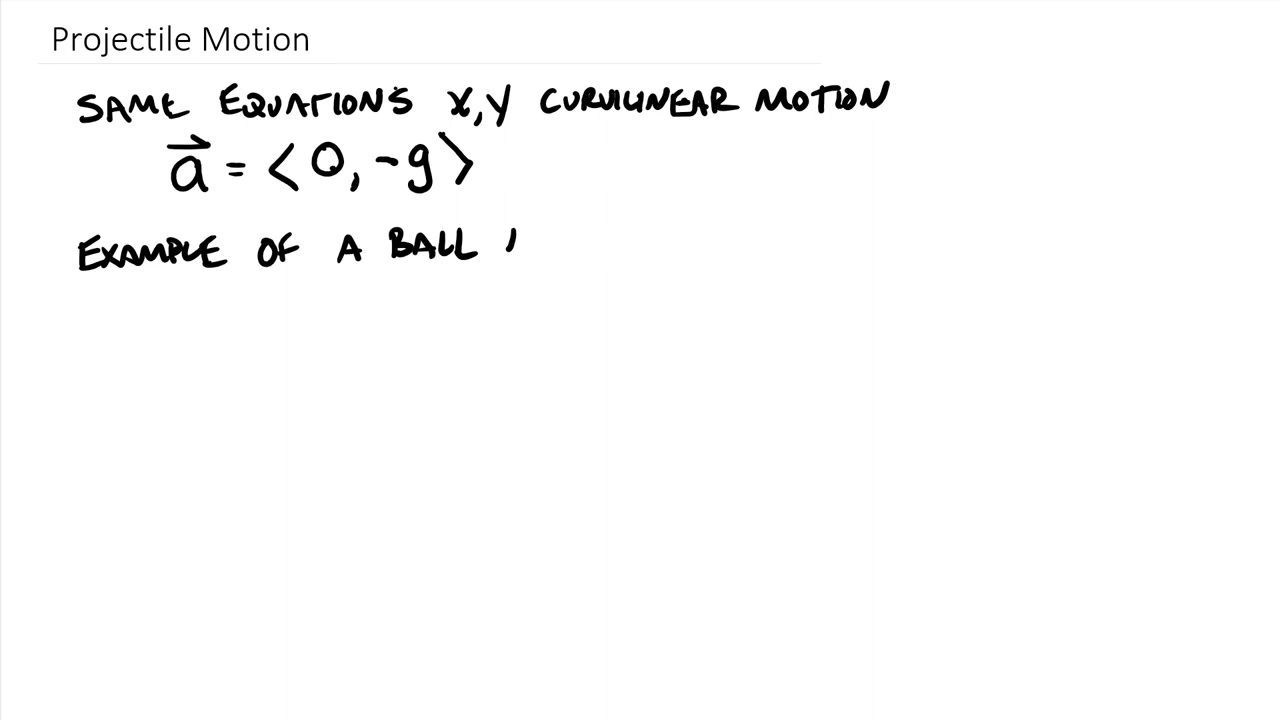 Projectile Motion
SAME EQUATIONS X,Y CURVILINEAR MOTION
a⃗ = <0, -g>
EXAMPLE OF A BALL